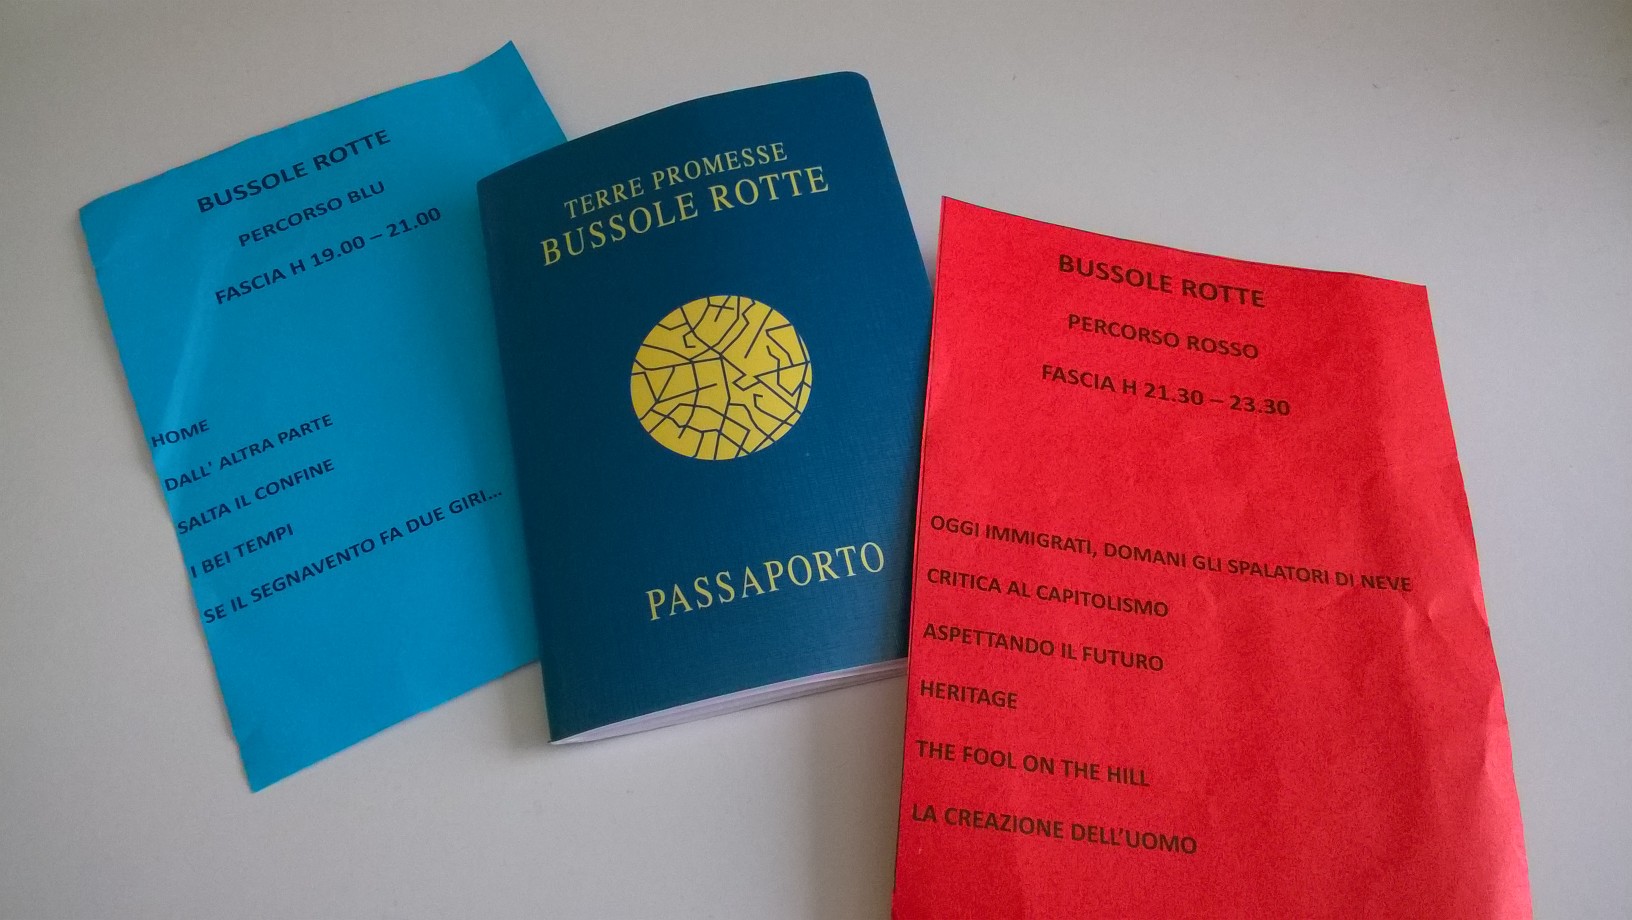 BUSSOLE ROTTE
PERCORSO BLU
FASCIA H 19.00 – 21.00
HOME
DALL' ALTRA PARTE
SALTA IL CONFINE
I BEI TEMPI
SE IL SEGNAVENTO FA DUE GIRI...
TERRE PROMESSE
BUSSOLE ROTTE
PASSAPORTO
BUSSOLE ROTTE
PERCORSO ROSSO
FASCIA H 21.30 – 23.30
OGGI IMMIGRATI, DOMANI GLI SPALATORI DI NEVE
CRITICA AL CAPITOLISMO
ASPETTANDO IL FUTURO
HERITAGE
THE FOOL ON THE HILL
LA CREAZIONE DELL'UOMO